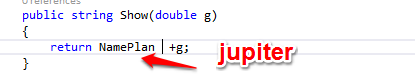 0 references
public string Show(double g)
{
return NamePlan +g;
}
jupiter